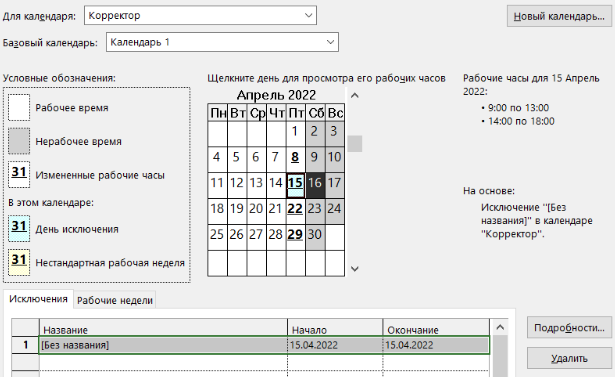 Для календаря: Корректор Новый календарь...
Базовый календарь: Календарь 1
Условные обозначения: Щелкните день для просмотра его рабочих часов Рабочие часы для 15 Апрель
2022:
Апрель 2022
Пн Вт Ср Чт Пт Сб Вс
• 9:00 по 13:00
• 14:00 по 18:00
Рабочее время
1 2 3
Нерабочее время
4 5 6 7 8 9 10
31 Измененные рабочие часы
11 12 13 14 15 16 17
На основе:
В этом календаре:
Исключение "[Без
названия]" в календаре
"Корректор".
18 19 20 21 22 23 24
31 День исключения
25 26 27 28 29 30
31 Нестандартная рабочая неделя
Исключения Рабочие недели
Название Начало Окончание
1 [Без названия] 15.04.2022 15.04.2022
Подробности...
Удалить